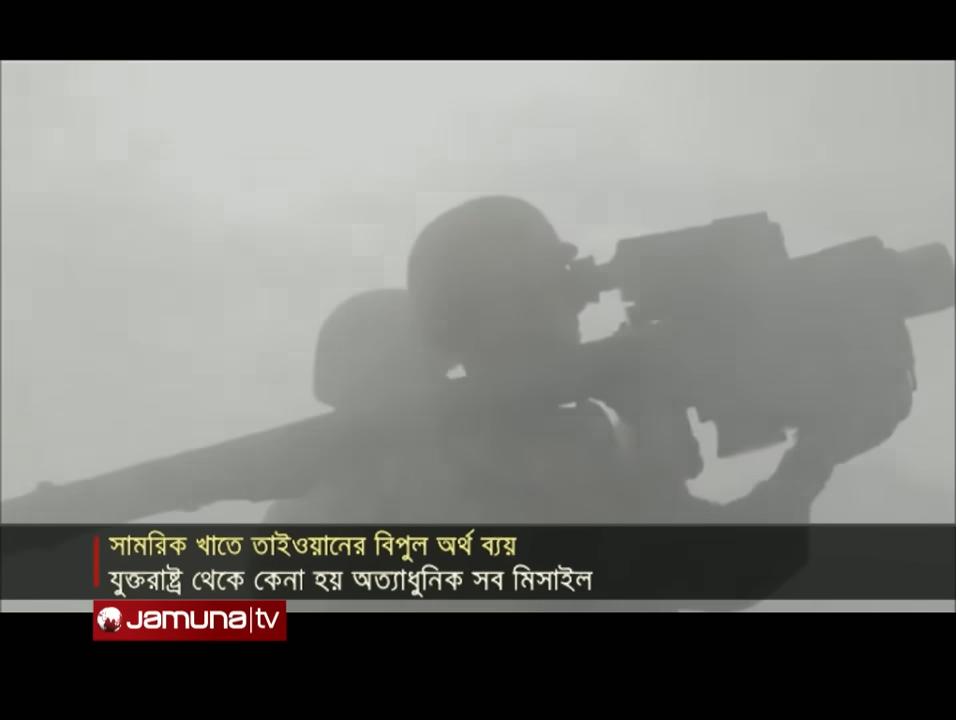 সামরিক খাতে তাইওয়ানের বিপুল অর্থ ব্যয়
যুক্তরাষ্ট্র থেকে কেনা হয় অত্যাধুনিক সব মিসাইল
Jamuna|tv